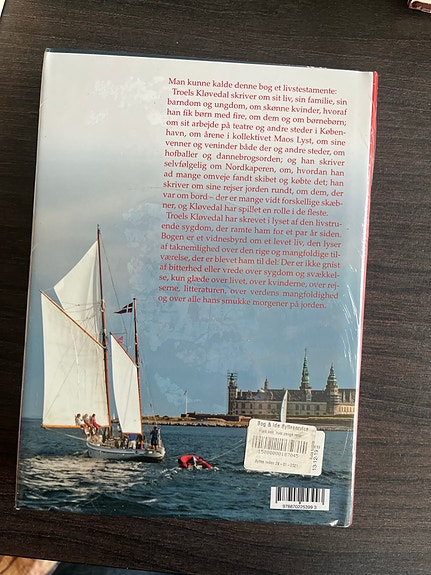 Man kunne kalde denne bog et livstestamente:
Troels Kløvedal skriver om sit liv, sin familie, sin
barndom og ungdom, om skønne kvinder, hvoraf
han fik børn med fire, om dem og om børnebørn;
om sit arbejde på teatre og andre steder i Køben-
havn, om årene i kollektivet Maos Lyst, om sine
venner og veninder både der og andre steder, om
hofballer og dannebrogsorden; og han skriver
selvfølgelig om Nordkaperen, om, hvordan han
ad mange omveje fandt skibet og købte det; han
skriver om sine rejser jorden rundt, om dem, der
var om bord – der er mange vidt forskellige skæb-
ner, og Kløvedal har spillet en rolle i de fleste.
Troels Kløvedal har skrevet i lyset af den livstru-
ende sygdom, der ramte ham for et par år siden.
Bogen er et vidnesbyrd om et levet liv, den lyser
af taknemlighed over den rige og mangfoldige til-
værelse, der er blevet ham til del: Der er ikke gnist
af bitterhed eller vrede over sygdom og svækkel-
se, kun glæde over livet, over kvinderne, over rej-
serne, litteraturen, over verdens mangfoldighed
og over alle hans smukke morgener på jorden.
Bog & Idé
13-12-19
9788702253993